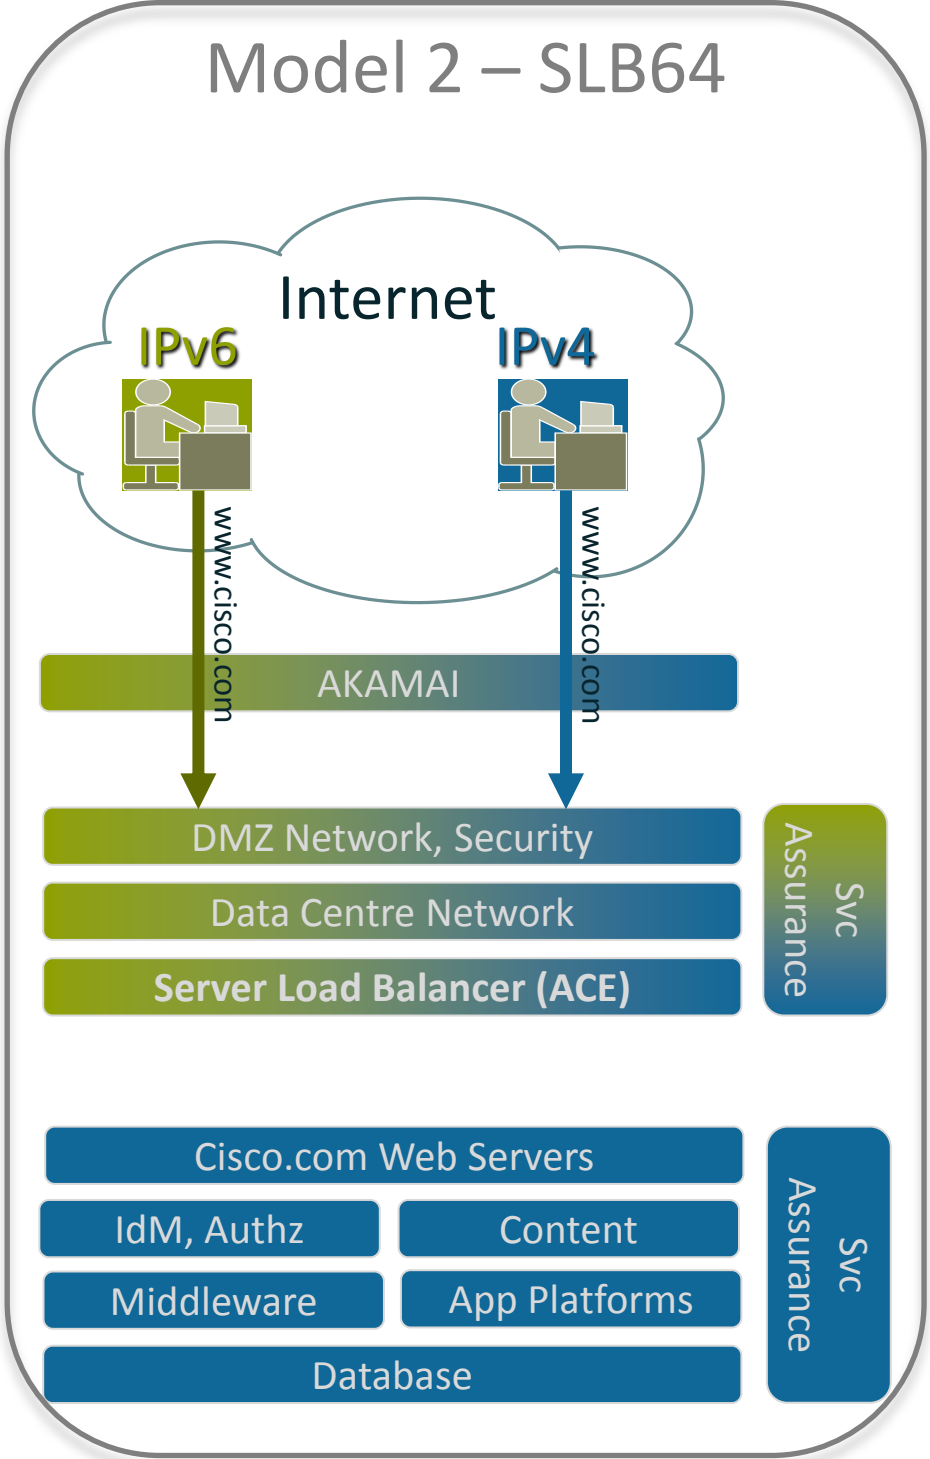 Model 2 – SLB64
Internet
IPv6
IPv4
www.cisco.com
www.cisco.com
AKAMAI
DMZ Network, Security
Data Centre Network
Server Load Balancer (ACE)
Svc
Assurance
Cisco.com Web Servers
IdM, Authz
Content
Middleware
App Platforms
Database
Svc
Assurance